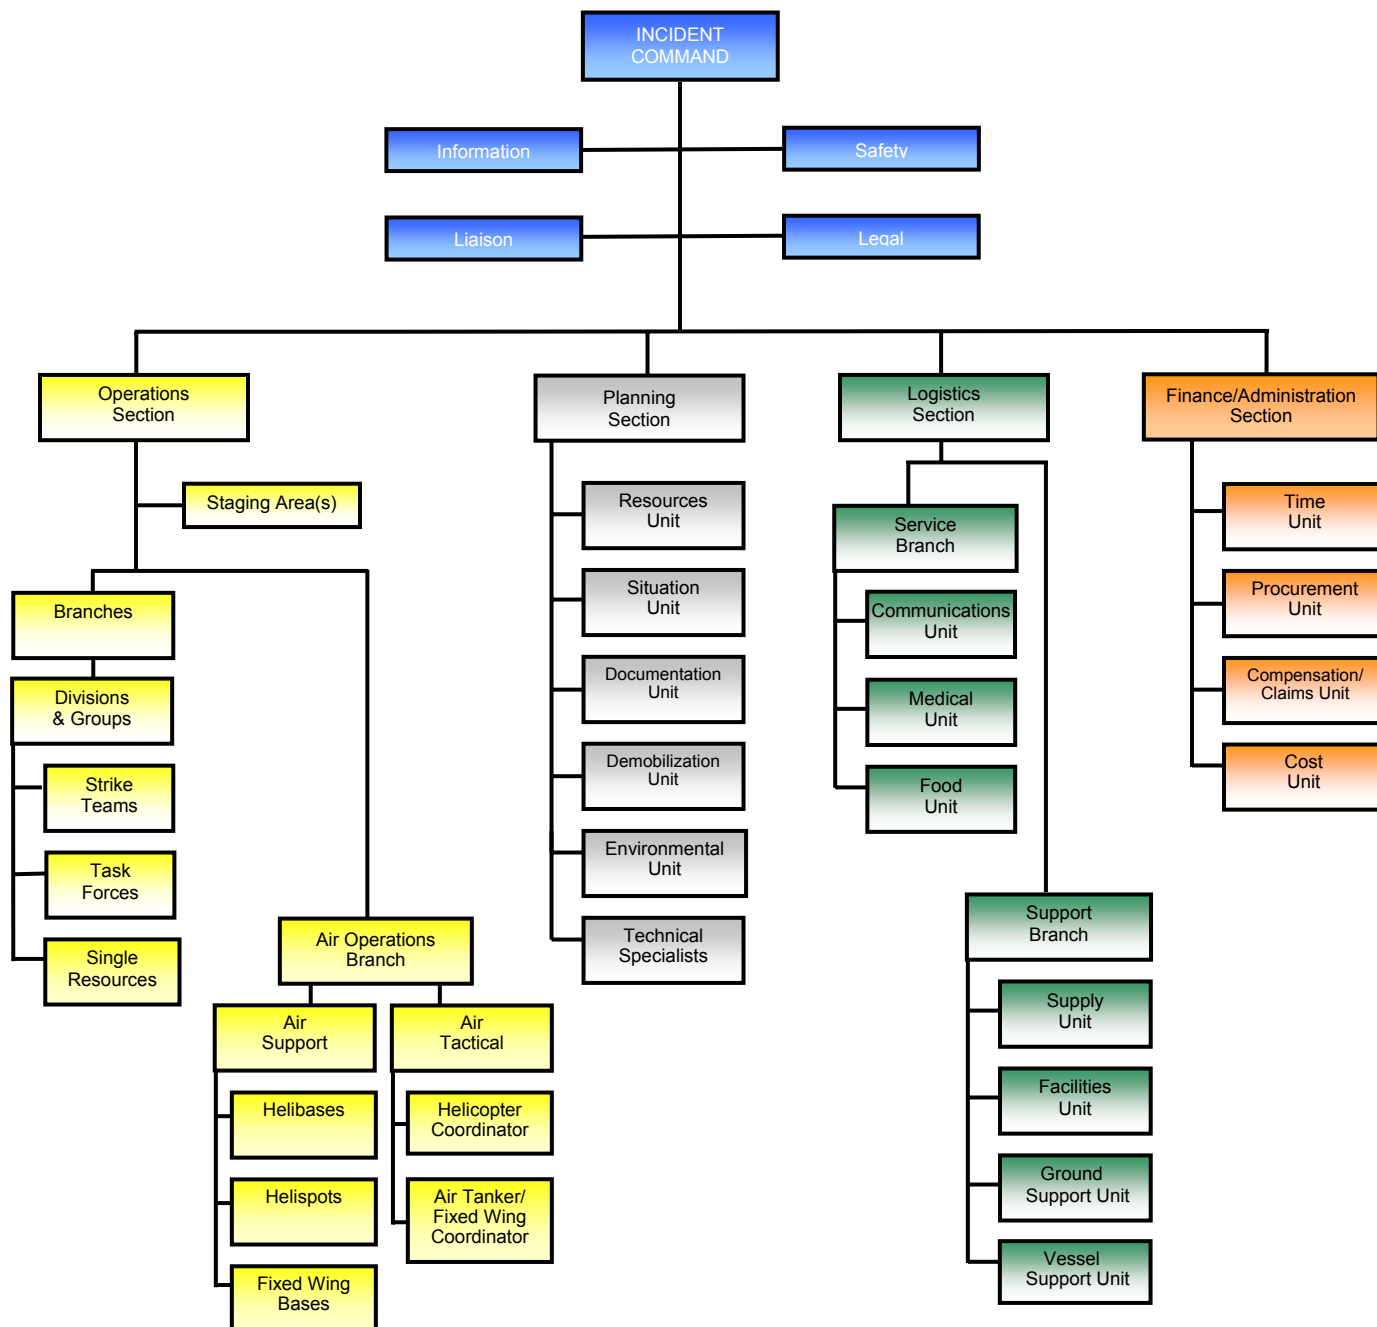 INCIDENT
COMMAND
Information
Safety
Liaison
Legal
Operations
Section
Planning
Section
Logistics
Section
Finance/Administration
Section
Staging Area(s)
Branches
Divisions
& Groups
Strike
Teams
Task
Forces
Single
Resources
Air Operations
Branch
Air
Support
Air
Tactical
Helibases
Helispots
Fixed Wing
Bases
Helicopter
Coordinator
Air Tanker/
Fixed Wing
Coordinator
Resources
Unit
Situation
Unit
Documentation
Unit
Demobilization
Unit
Environmental
Unit
Technical
Specialists
Service
Branch
Communications
Unit
Medical
Unit
Food
Unit
Support
Branch
Supply
Unit
Facilities
Unit
Ground
Support Unit
Vessel
Support Unit
Time
Unit
Procurement
Unit
Compensation/
Claims Unit
Cost
Unit